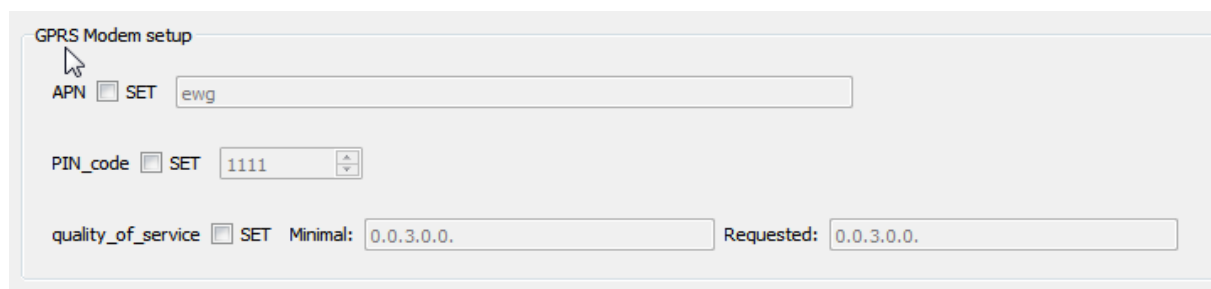 GPRS Modem setup
APN SET ewg
PIN_code SET 1111
quality_of_service SET Minimal: 0.0.3.0.0. Requested: 0.0.3.0.0.